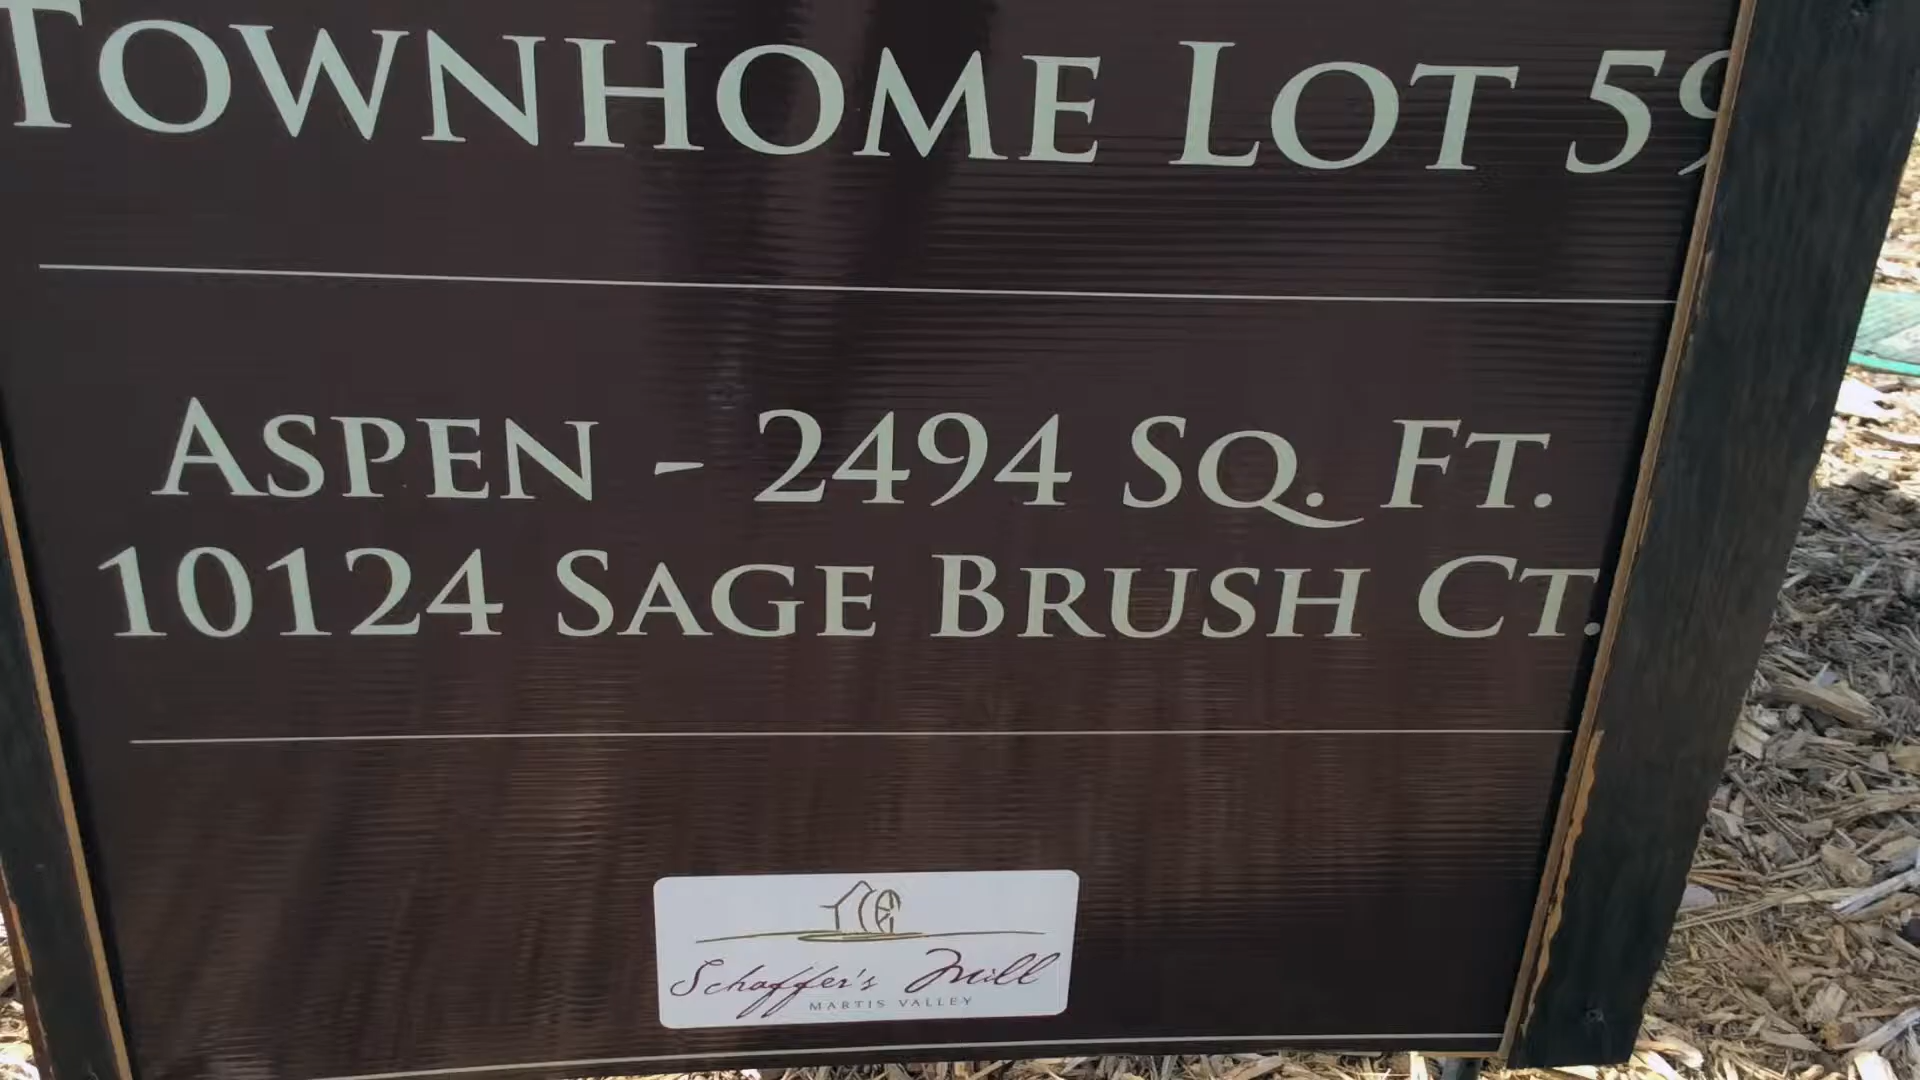 TOWNHOME LOT 59
ASPEN - 2494 SQ. FT.
10124 SAGE BRUSH CT.
Schaffer's Mill
MARTIS VALLEY